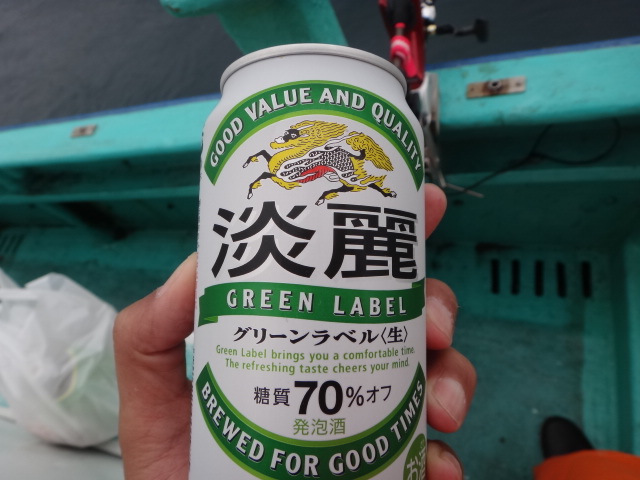 GOOD VALUE AND QUALITY
淡麗
GREEN LABEL
グリーンラベル〈生〉
Green Label brings you a comfortable time.
The refreshing taste cheers your mind.
糖質70%オフ
発泡酒
BREWED FOR GOOD TIMES
お酒